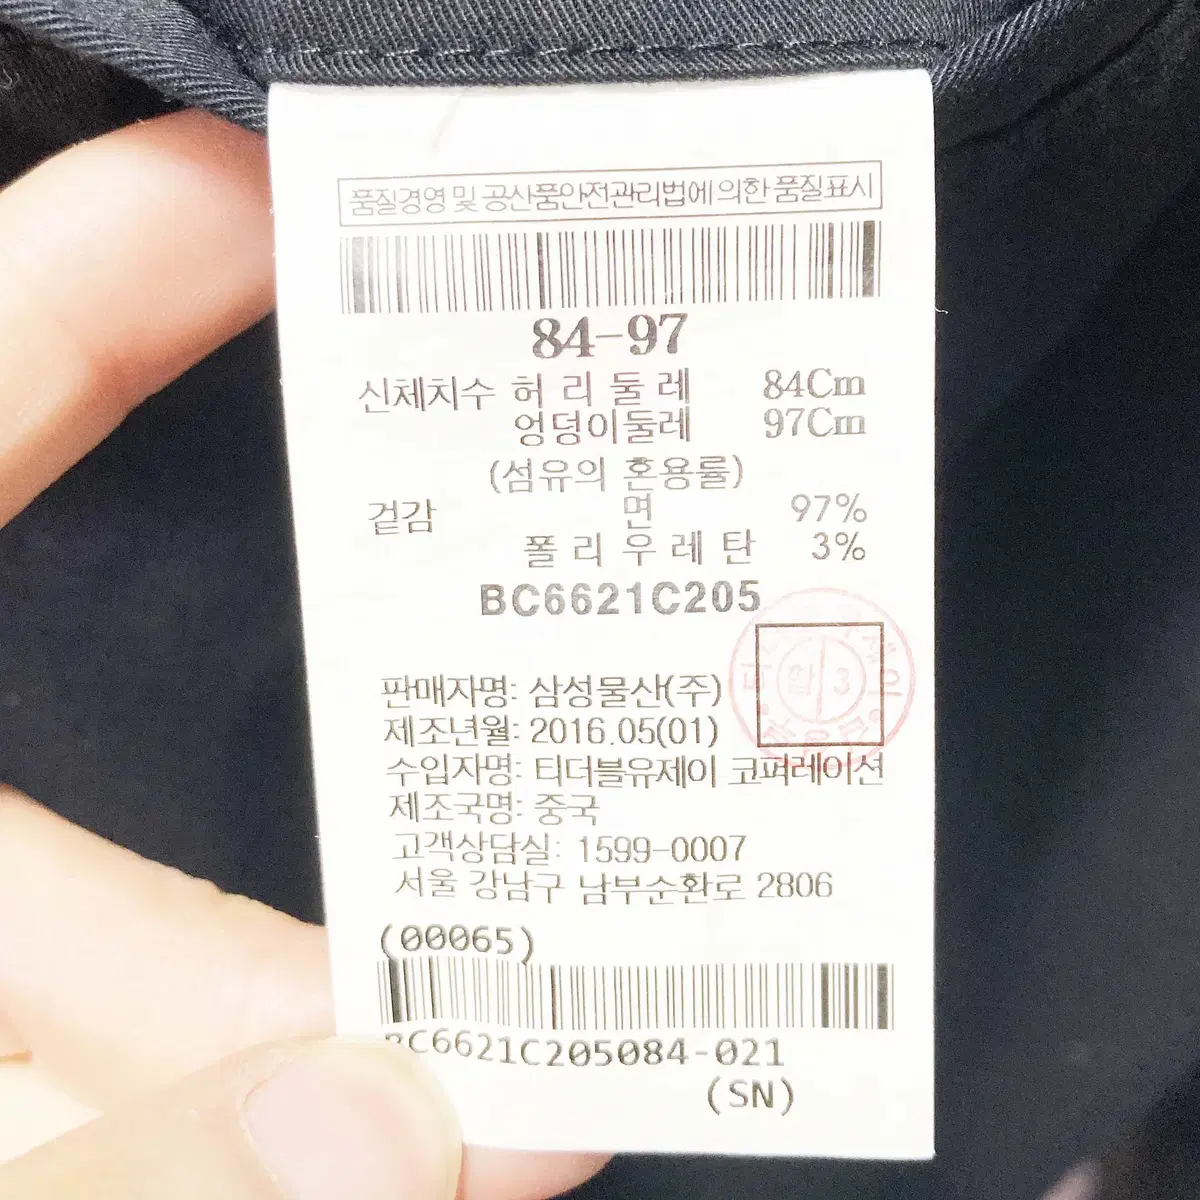 품질경영 및 공산품안전관리법에 의한 품질표시
84-97
신체치수 허리둘레 84Cm
엉덩이둘레 97Cm
(섬유의 혼용률)
겉감 면 97%
폴리우레탄 3%
BC6621C205
판매자명: 삼성물산(주)
제조년월: 2016.05(01)
수입자명: 티더블유제이 코퍼레이션
제조국명: 중국
고객상담실: 1599-0007
서울 강남구 남부순환로 2806
(00065)
BC6621C205084-021
(SN)